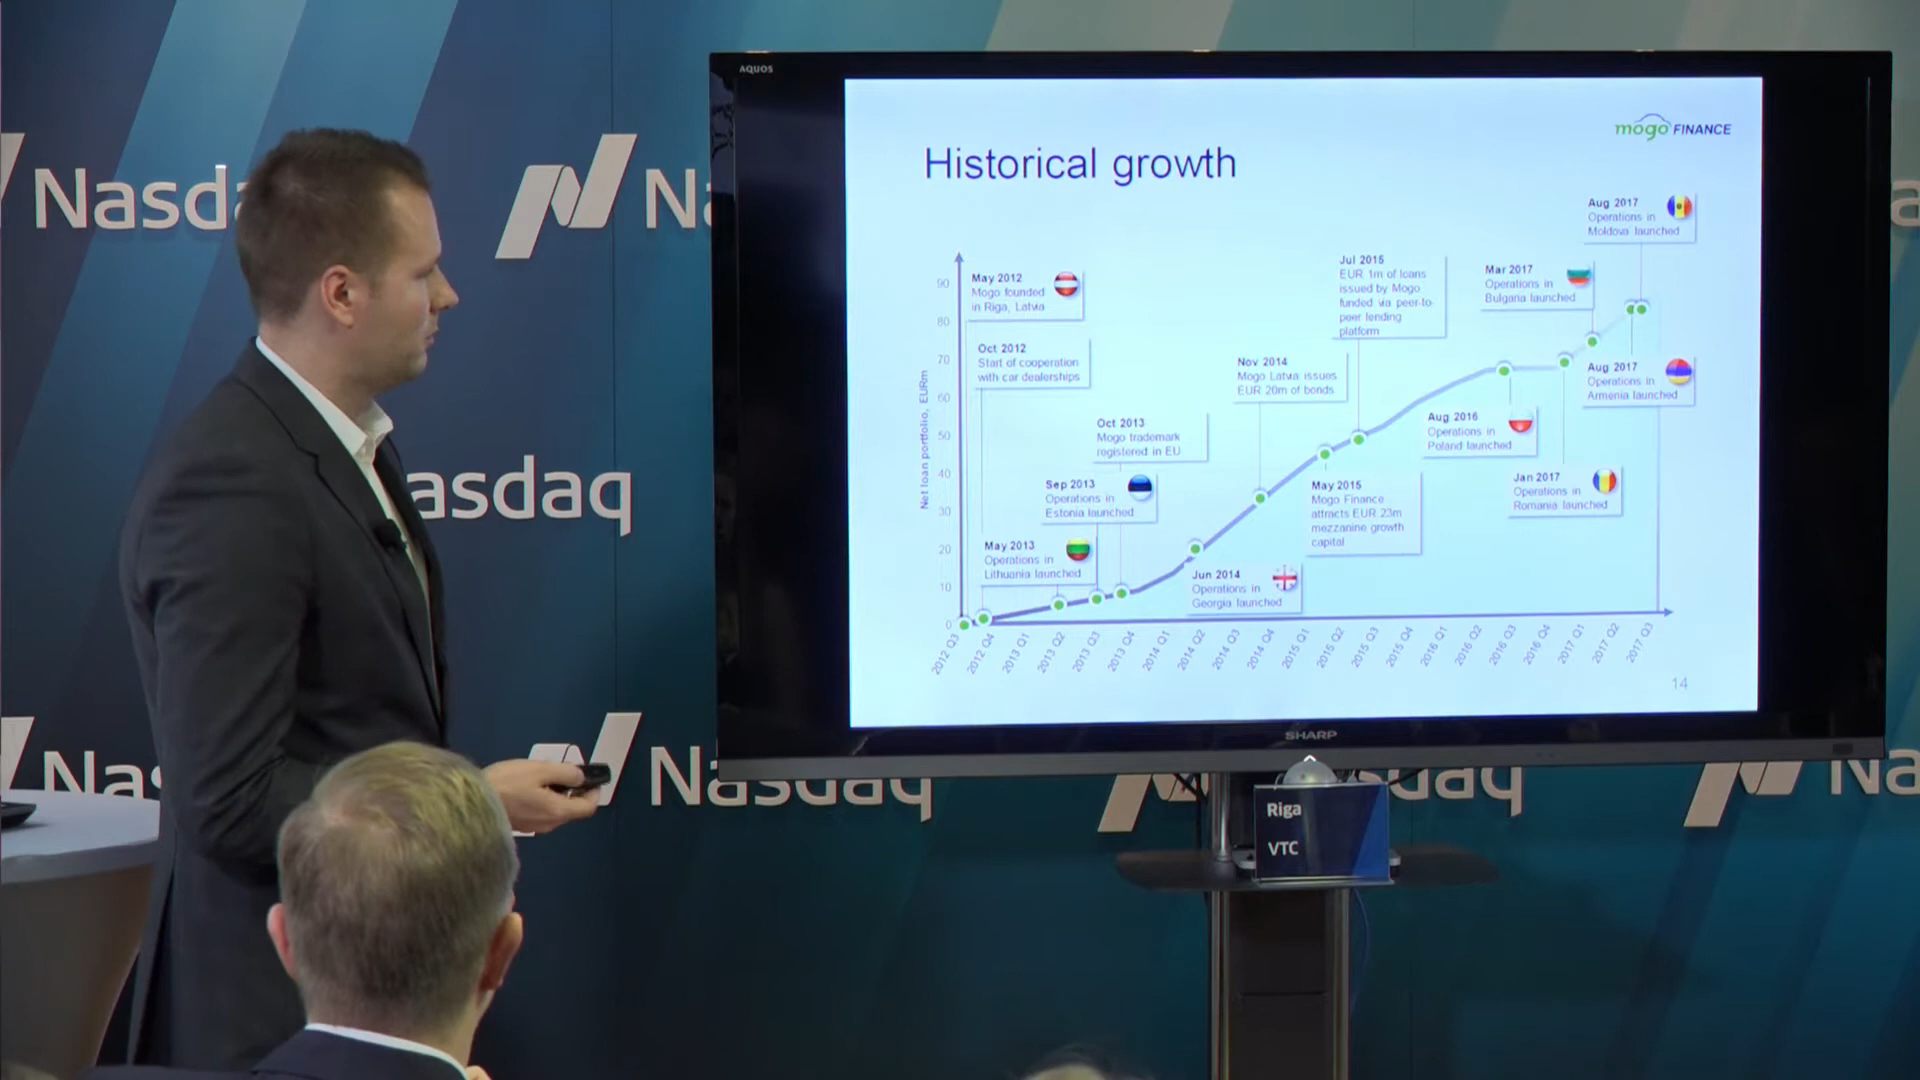 AQUOS
mogo FINANCE
Historical growth
Aug 2017
Operations in
Moldova launched
May 2012
Mogo founded
in Riga, Latvia
Jul 2015
EUR 1m of loans
issued by Mogo
funded via peer-to-
peer lending
platform
Mar 2017
Operations in
Bulgaria launched
Oct 2012
Start of cooperation
with car dealerships
Nov 2014
Mogo Latvia issues
EUR 20m of bonds
Aug 2017
Operations in
Armenia launched
Oct 2013
Mogo trademark
registered in EU
Aug 2016
Operations in
Poland launched
Sep 2013
Operations in
Estonia launched
May 2015
Mogo Finance
attracts EUR 23m
mezzanine growth
capital
Jan 2017
Operations in
Romania launched
May 2013
Operations in
Lithuania launched
Jun 2014
Operations in
Georgia launched
Net loan portfolio, EURm
90
80
70
60
50
40
30
20
10
0
2012 Q3
2012 Q4
2013 Q1
2013 Q2
2013 Q3
2013 Q4
2014 Q1
2014 Q2
2014 Q3
2014 Q4
2015 Q1
2015 Q2
2015 Q3
2015 Q4
2016 Q1
2016 Q2
2016 Q3
2016 Q4
2017 Q1
2017 Q2
2017 Q3
14
SHARP
Nasda
N
asdaq
Nas
Nasdaq
sdaq
Na
Riga
VTC